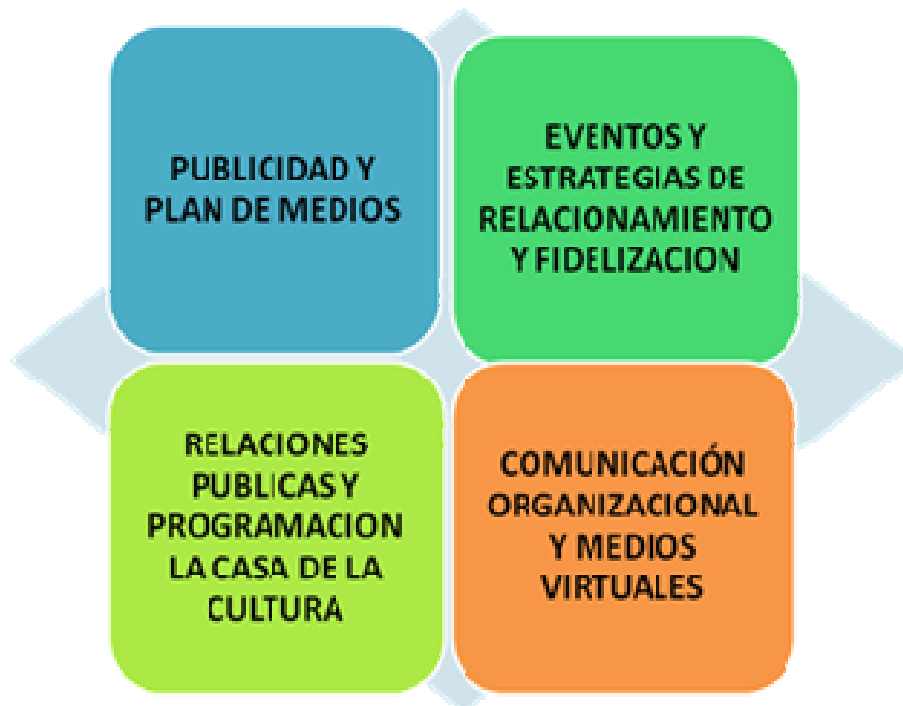 PUBLICIDAD Y
PLAN DE MEDIOS
EVENTOS Y
ESTRATEGIAS DE
RELACIONAMIENTO
Y FIDELIZACION
RELACIONES
PUBLICAS Y
PROGRAMACION
LA CASA DE LA
CULTURA
COMUNICACIÓN
ORGANIZACIONAL
Y MEDIOS
VIRTUALES